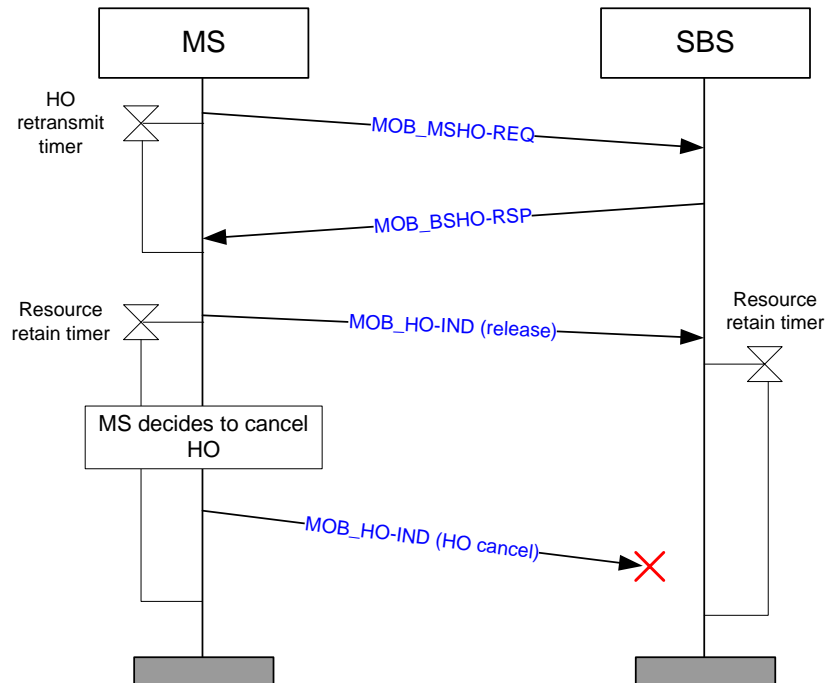 MS
SBS
HO
retransmit
timer
MOB_MSHO-REQ
MOB_BSHO-RSP
Resource
retain timer
MOB_HO-IND (release)
Resource
retain timer
MS decides to cancel
HO
MOB_HO-IND (HO cancel)